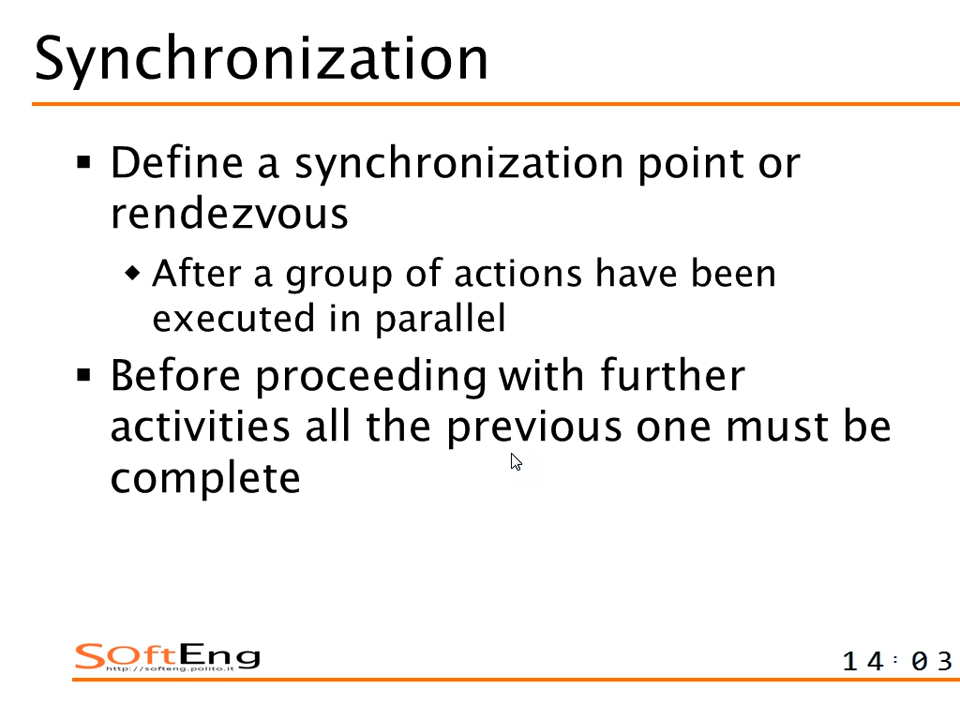 Synchronization
Define a synchronization point or
rendezvous
After a group of actions have been
executed in parallel
Before proceeding with further
activities all the previous one must be
complete
SOftEng
http://softeng.polito.it
14:03